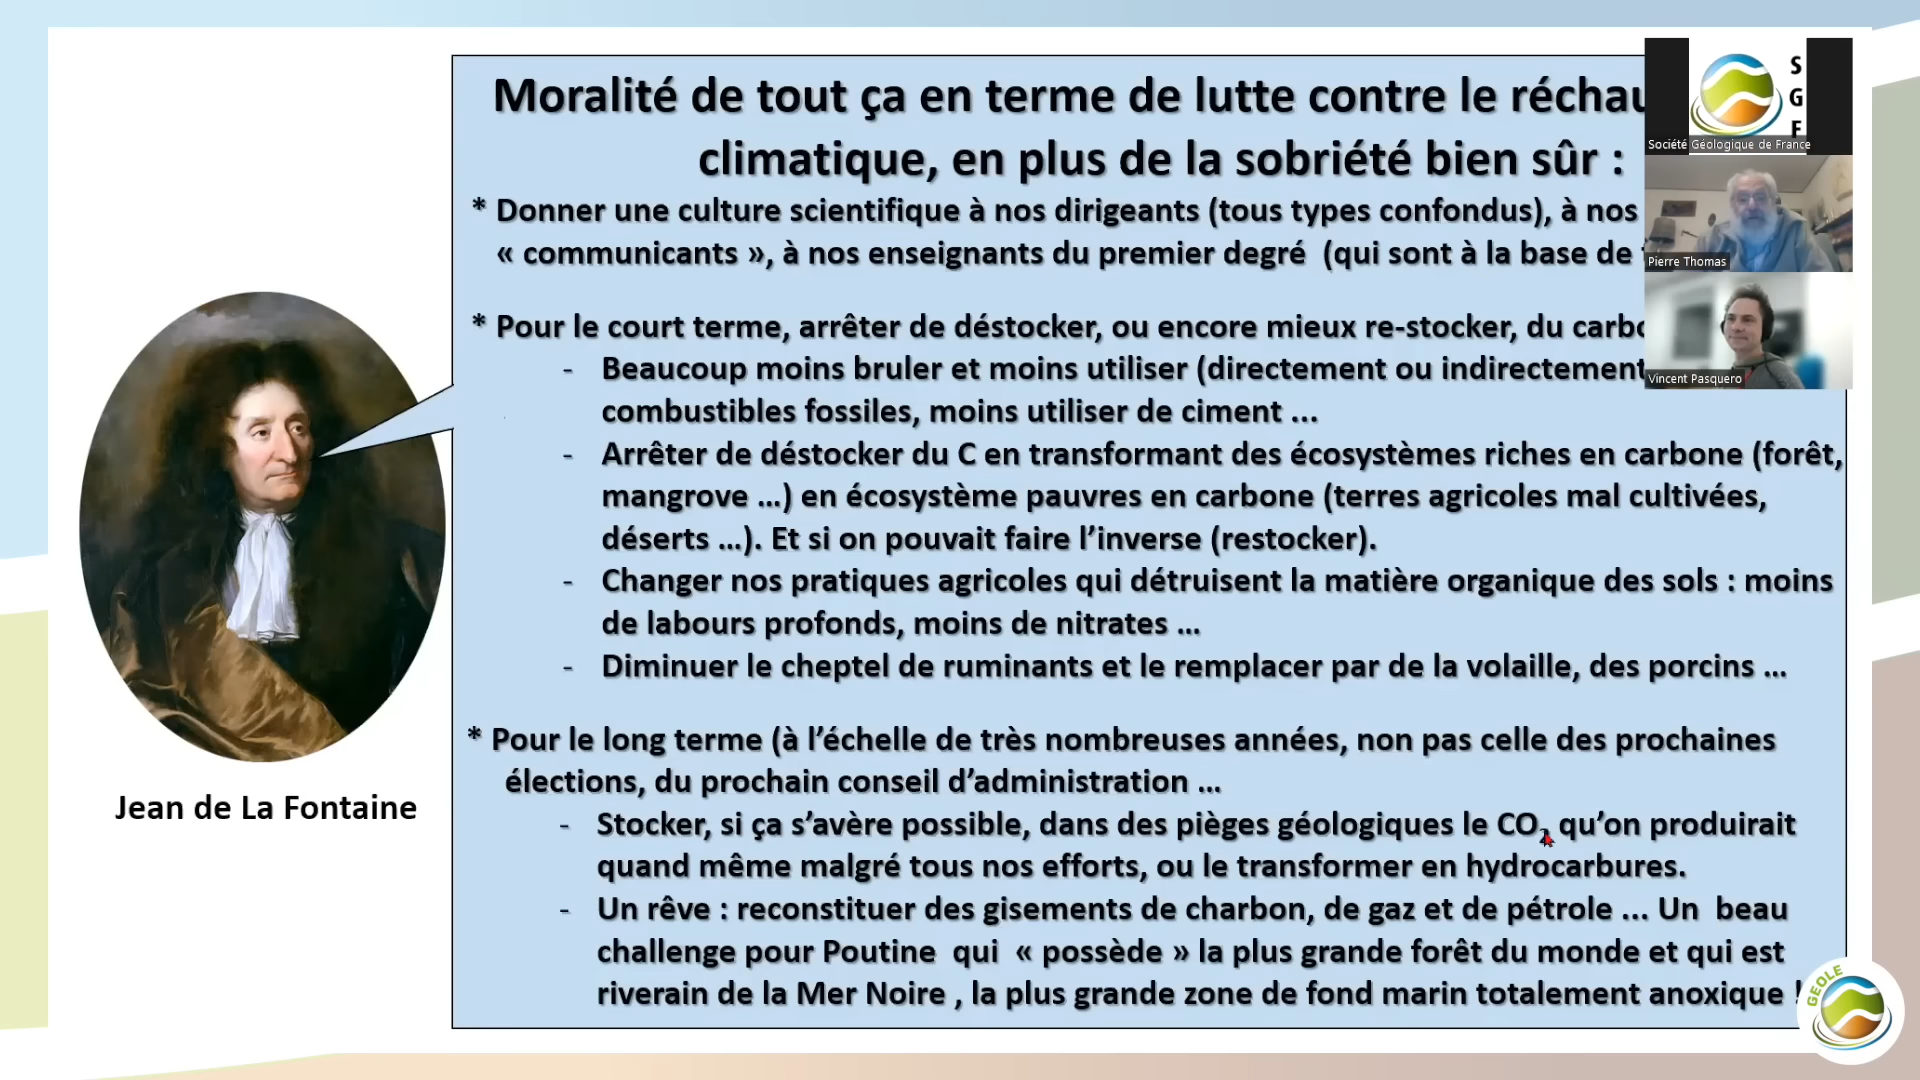 Moralité de tout ça en terme de lutte contre le réchau
climatique, en plus de la sobriété bien sûr :
* Donner une culture scientifique à nos dirigeants (tous types confondus), à nos
« communicants », à nos enseignants du premier degré (qui sont à la base de
* Pour le court terme, arrêter de déstocker, ou encore mieux re-stocker, du carbo
- Beaucoup moins bruler et moins utiliser (directement ou indirectement
combustibles fossiles, moins utiliser de ciment ...
- Arrêter de déstocker du C en transformant des écosystèmes riches en carbone (forêt,
mangrove ...) en écosystème pauvres en carbone (terres agricoles mal cultivées,
déserts ...). Et si on pouvait faire l’inverse (restocker).
- Changer nos pratiques agricoles qui détruisent la matière organique des sols : moins
de labours profonds, moins de nitrates ...
- Diminuer le cheptel de ruminants et le remplacer par de la volaille, des porcins ...
* Pour le long terme (à l’échelle de très nombreuses années, non pas celle des prochaines
élections, du prochain conseil d’administration ...
- Stocker, si ça s’avère possible, dans des pièges géologiques le CO₂ qu’on produirait
quand même malgré tous nos efforts, ou le transformer en hydrocarbures.
- Un rêve : reconstituer des gisements de charbon, de gaz et de pétrole ... Un beau
challenge pour Poutine qui « possède » la plus grande forêt du monde et qui est
riverain de la Mer Noire , la plus grande zone de fond marin totalement anoxique !
Jean de La Fontaine
S
G
F
Société Géologique de France
Pierre Thomas
Vincent Pasquero
GEOLE